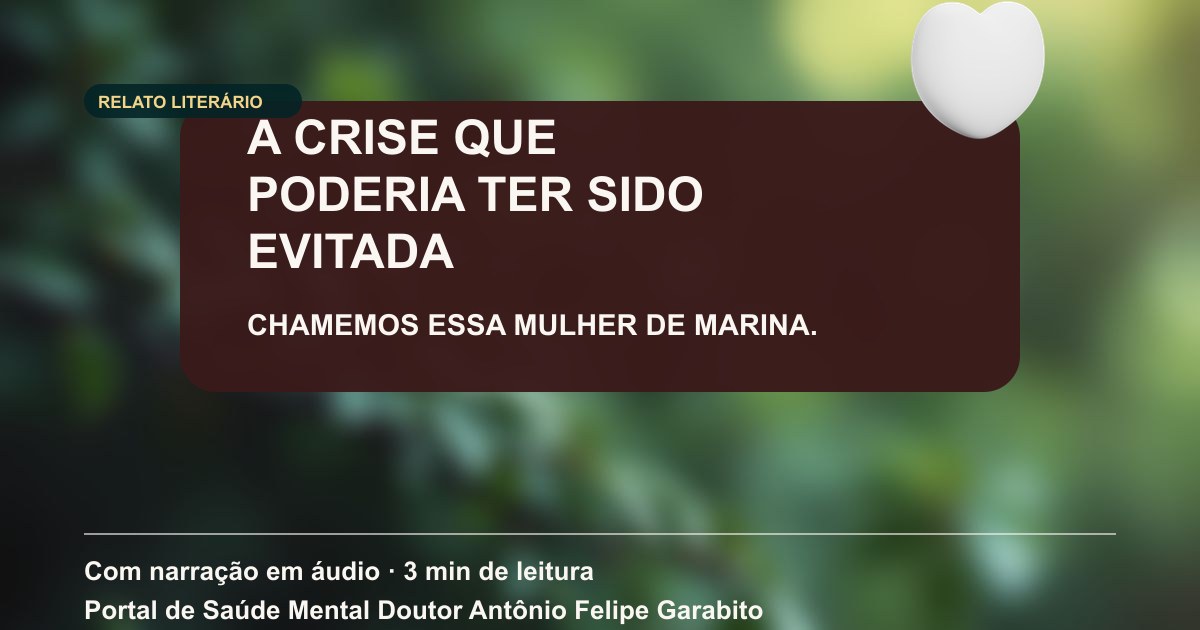 RELATO LITERÁRIO
A CRISE QUE
PODERIA TER SIDO
EVITADA
CHAMEMOS ESSA MULHER DE MARINA.
Com narração em áudio · 3 min de leitura
Portal de Saúde Mental Doutor Antônio Felipe Garabito